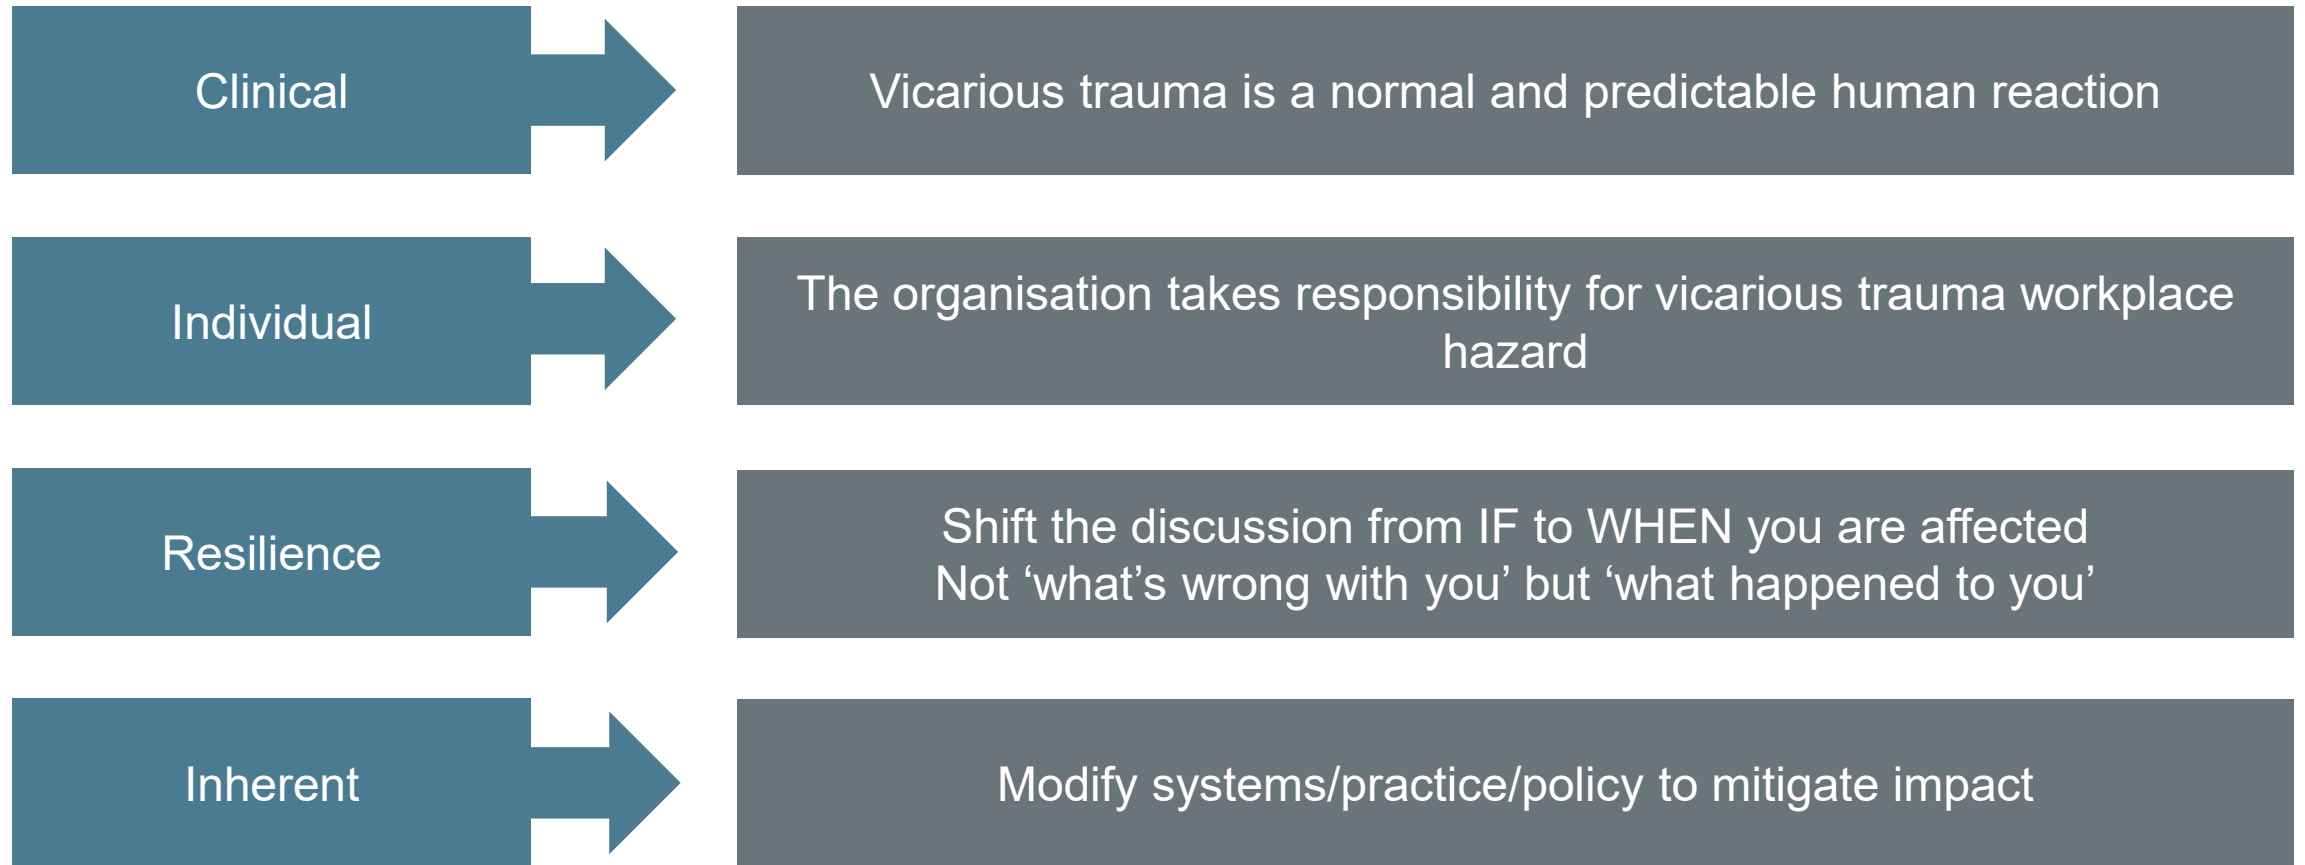 Clinical
Vicarious trauma is a normal and predictable human reaction
Individual
The organisation takes responsibility for vicarious trauma workplace
hazard
Resilience
Shift the discussion from IF to WHEN you are affected
Not ‘what’s wrong with you’ but ‘what happened to you’
Inherent
Modify systems/practice/policy to mitigate impact